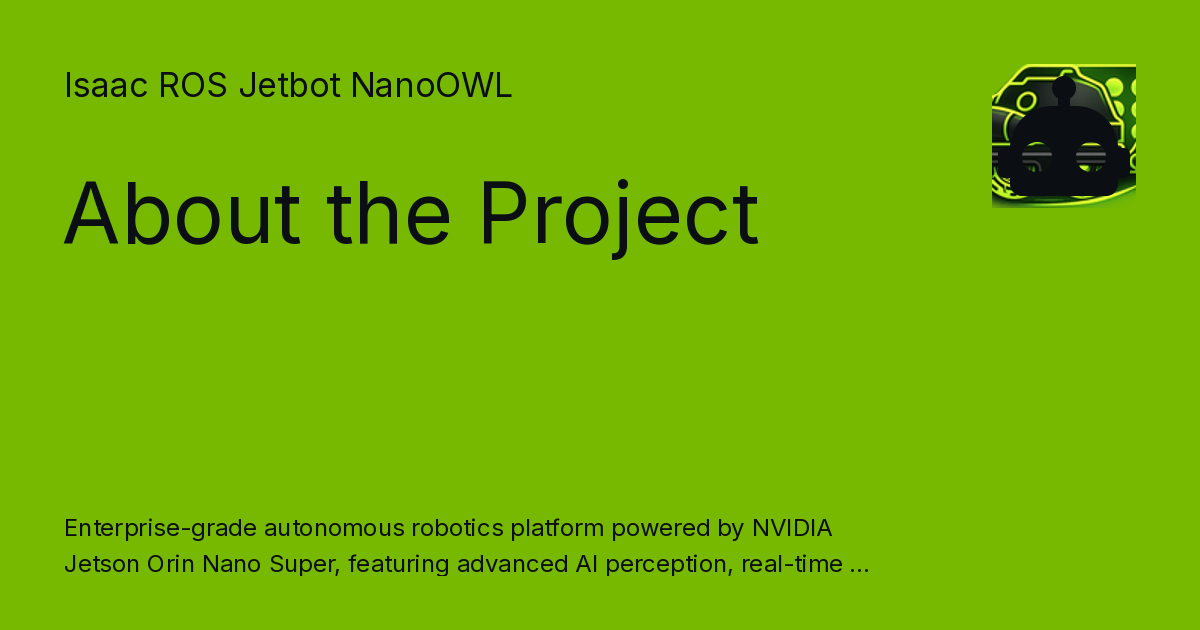 Isaac ROS Jetbot NanoOWL
About the Project
Enterprise-grade autonomous robotics platform powered by NVIDIA
Jetson Orin Nano Super, featuring advanced AI perception, real-time ...